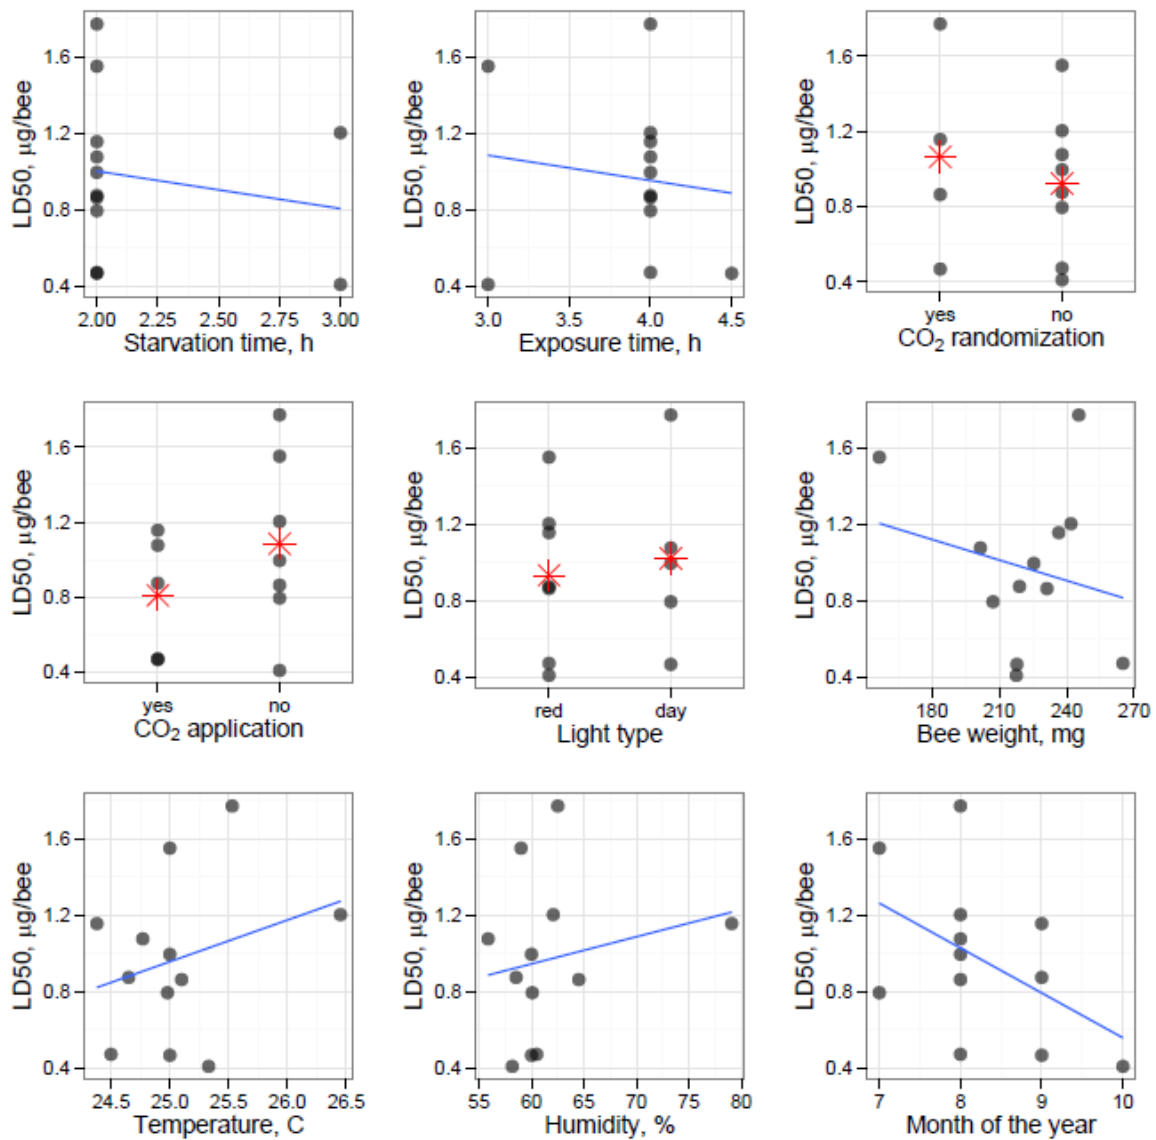 LD50, µg/bee
1.6
1.2
0.8
0.4
2.00 2.25 2.50 2.75 3.00
Starvation time, h
LD50, µg/bee
1.6
1.2
0.8
0.4
3.0 3.5 4.0 4.5
Exposure time, h
LD50, µg/bee
1.6
1.2
0.8
0.4
yes no
CO2 randomization
LD50, µg/bee
1.6
1.2
0.8
0.4
yes no
CO2 application
LD50, µg/bee
1.6
1.2
0.8
0.4
red day
Light type
LD50, µg/bee
1.6
1.2
0.8
0.4
180 210 240 270
Bee weight, mg
LD50, µg/bee
1.6
1.2
0.8
0.4
24.5 25.0 25.5 26.0 26.5
Temperature, C
LD50, µg/bee
1.6
1.2
0.8
0.4
55 60 65 70 75 80
Humidity, %
LD50, µg/bee
1.6
1.2
0.8
0.4
7 8 9 10
Month of the year